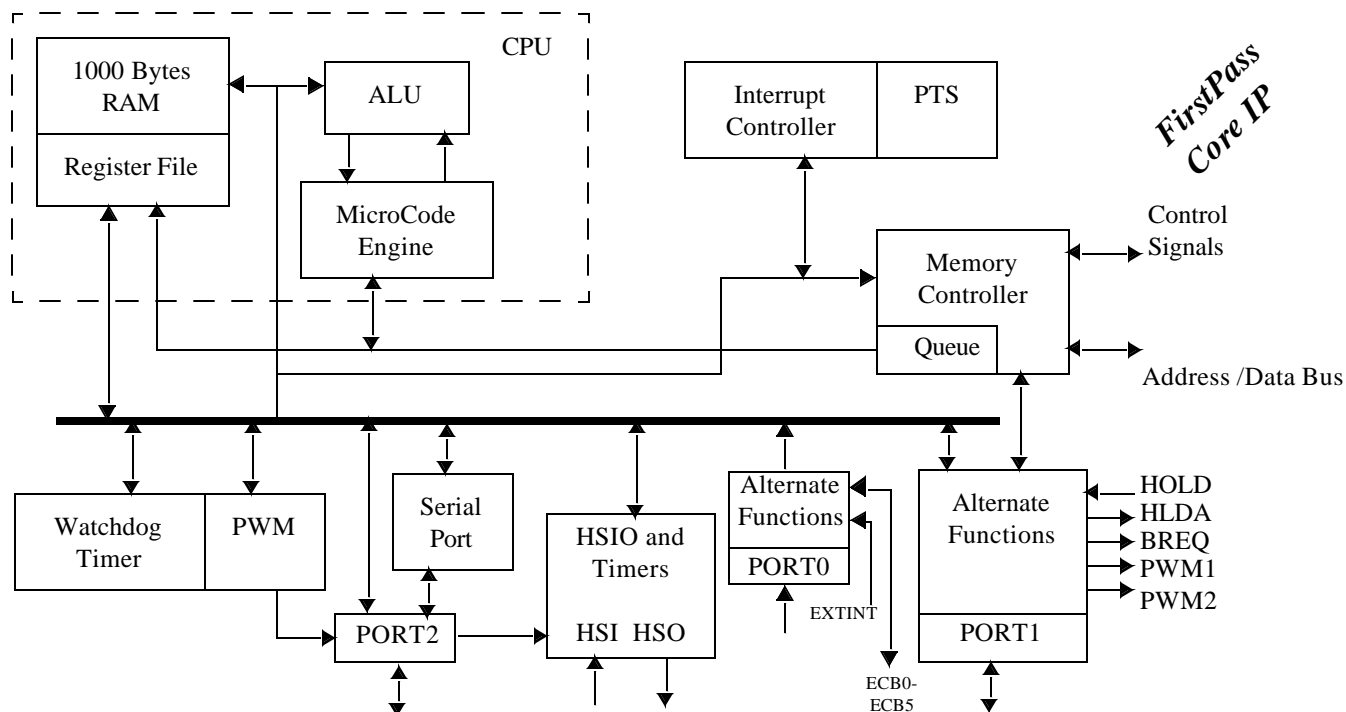 CPU
1000 Bytes
RAM
Register File
ALU
MicroCode
Engine
Interrupt
Controller
PTS
FirstPass
Core IP
Control
Signals
Memory
Controller
Queue
Address /Data Bus
Watchdog
Timer
PWM
Serial
Port
PORT2
HSIO and
Timers
HSI HSO
Alternate
Functions
PORT0
EXTINT
ECB0-
ECB5
Alternate
Functions
PORT1
HOLD
HLDA
BREQ
PWM1
PWM2